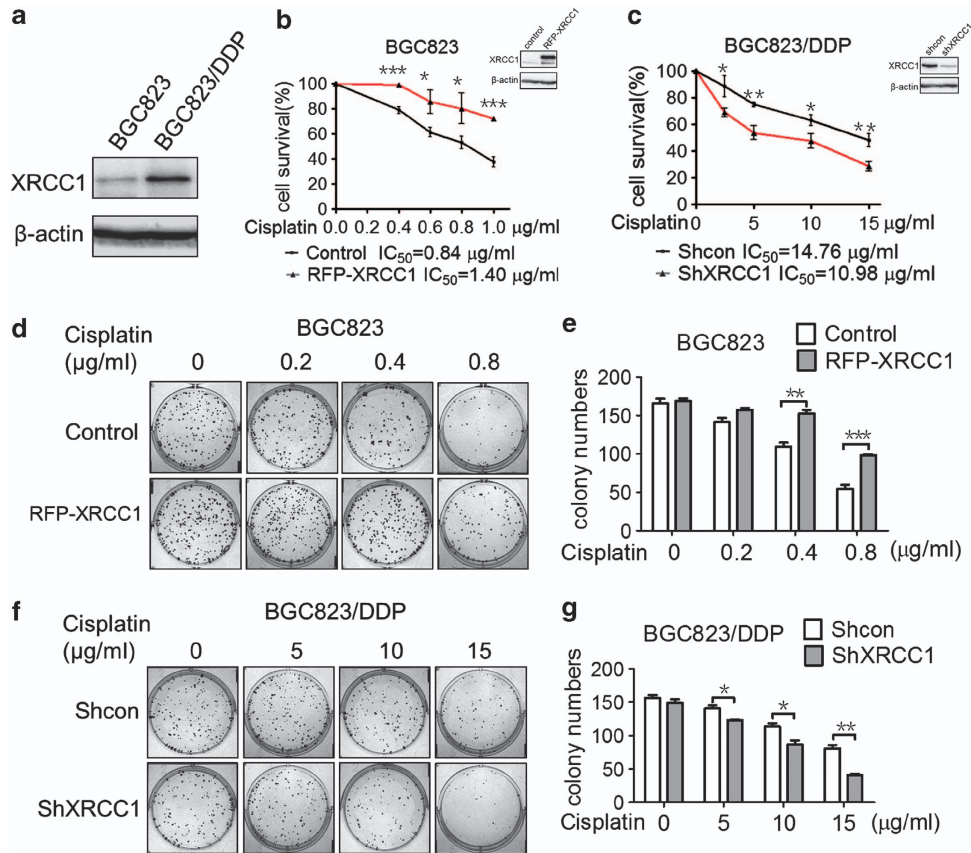 a
BGC823
BGC823/DDP
XRCC1
β-actin
b
BGC823
control
RFP-XRCC1
XRCC1
β-actin
cell survival(%)
100
80
60
40
20
0
*** * * ***
0.0 0.2 0.4 0.6 0.8 1.0 µg/ml
Cisplatin
Control IC50=0.84 µg/ml
RFP-XRCC1 IC50=1.40 µg/ml
c
BGC823/DDP
shcon
shXRCC1
XRCC1
β-actin
cell survival(%)
100
80
60
40
20
0
* ** * **
Cisplatin 0 5 10 15 µg/ml
Shcon IC50=14.76 µg/ml
ShXRCC1 IC50=10.98 µg/ml
d
BGC823
Cisplatin
(µg/ml)
0 0.2 0.4 0.8
Control
RFP-XRCC1
e
BGC823
Control
RFP-XRCC1
colony numbers
200
150
100
50
0
** ***
Cisplatin 0 0.2 0.4 0.8 (µg/ml)
f
BGC823/DDP
Cisplatin
(µg/ml)
0 5 10 15
Shcon
ShXRCC1
g
BGC823/DDP
Shcon
ShXRCC1
colony numbers
200
150
100
50
0
* * **
Cisplatin 0 5 10 15 (µg/ml)